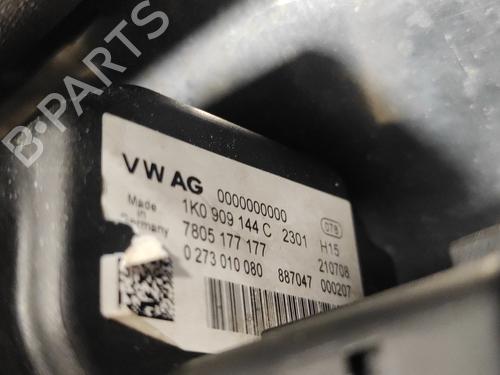 B-PARTS
VW AG 0000000000
Made in Germany
1K0 909 144 C 2301 H15
7805 177 177 210708
0 273 010 080 887047 000207
078